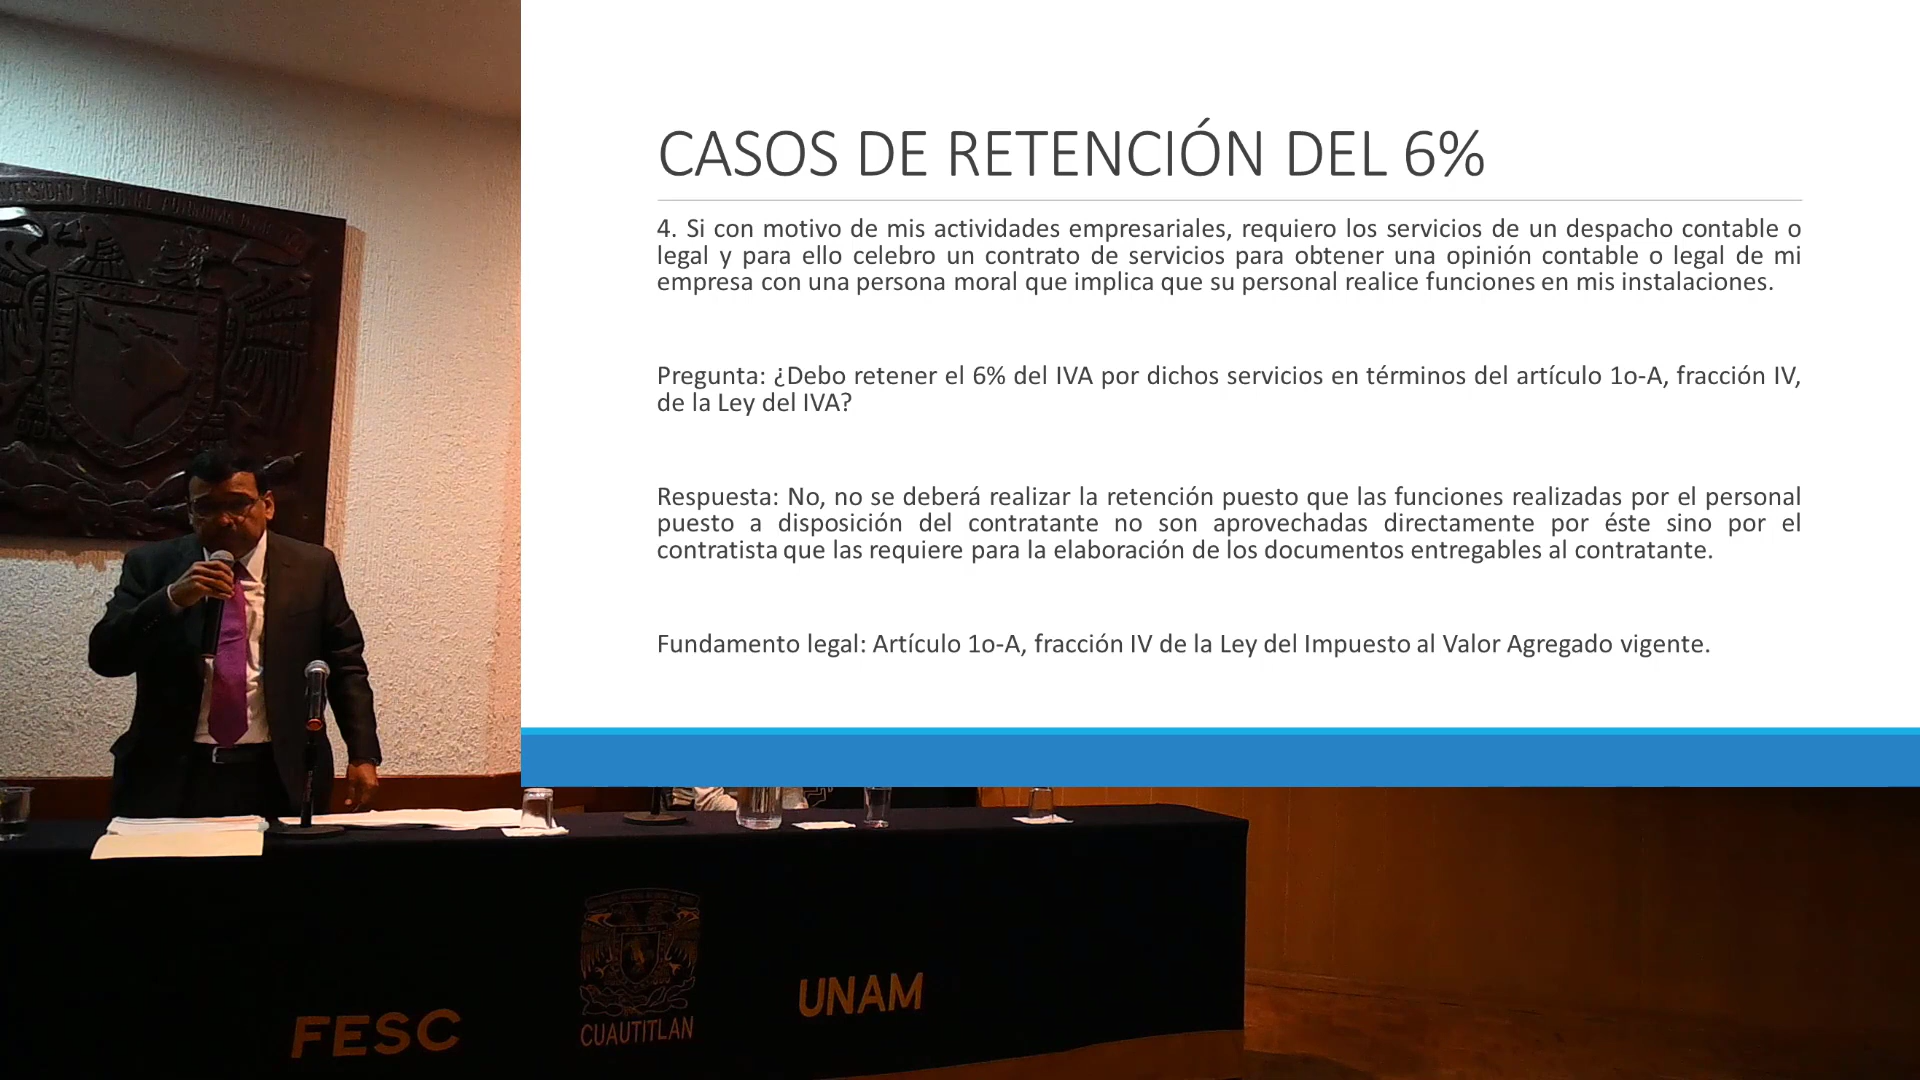 CASOS DE RETENCIÓN DEL 6%
4. Si con motivo de mis actividades empresariales, requiero los servicios de un despacho contable o
legal y para ello celebro un contrato de servicios para obtener una opinión contable o legal de mi
empresa con una persona moral que implica que su personal realice funciones en mis instalaciones.
Pregunta: ¿Debo retener el 6% del IVA por dichos servicios en términos del artículo 1o-A, fracción IV,
de la Ley del IVA?
Respuesta: No, no se deberá realizar la retención puesto que las funciones realizadas por el personal
puesto a disposición del contratante no son aprovechadas directamente por éste sino por el
contratista que las requiere para la elaboración de los documentos entregables al contratante.
Fundamento legal: Artículo 1o-A, fracción IV de la Ley del Impuesto al Valor Agregado vigente.
FESC
CUAUTITLAN
UNAM